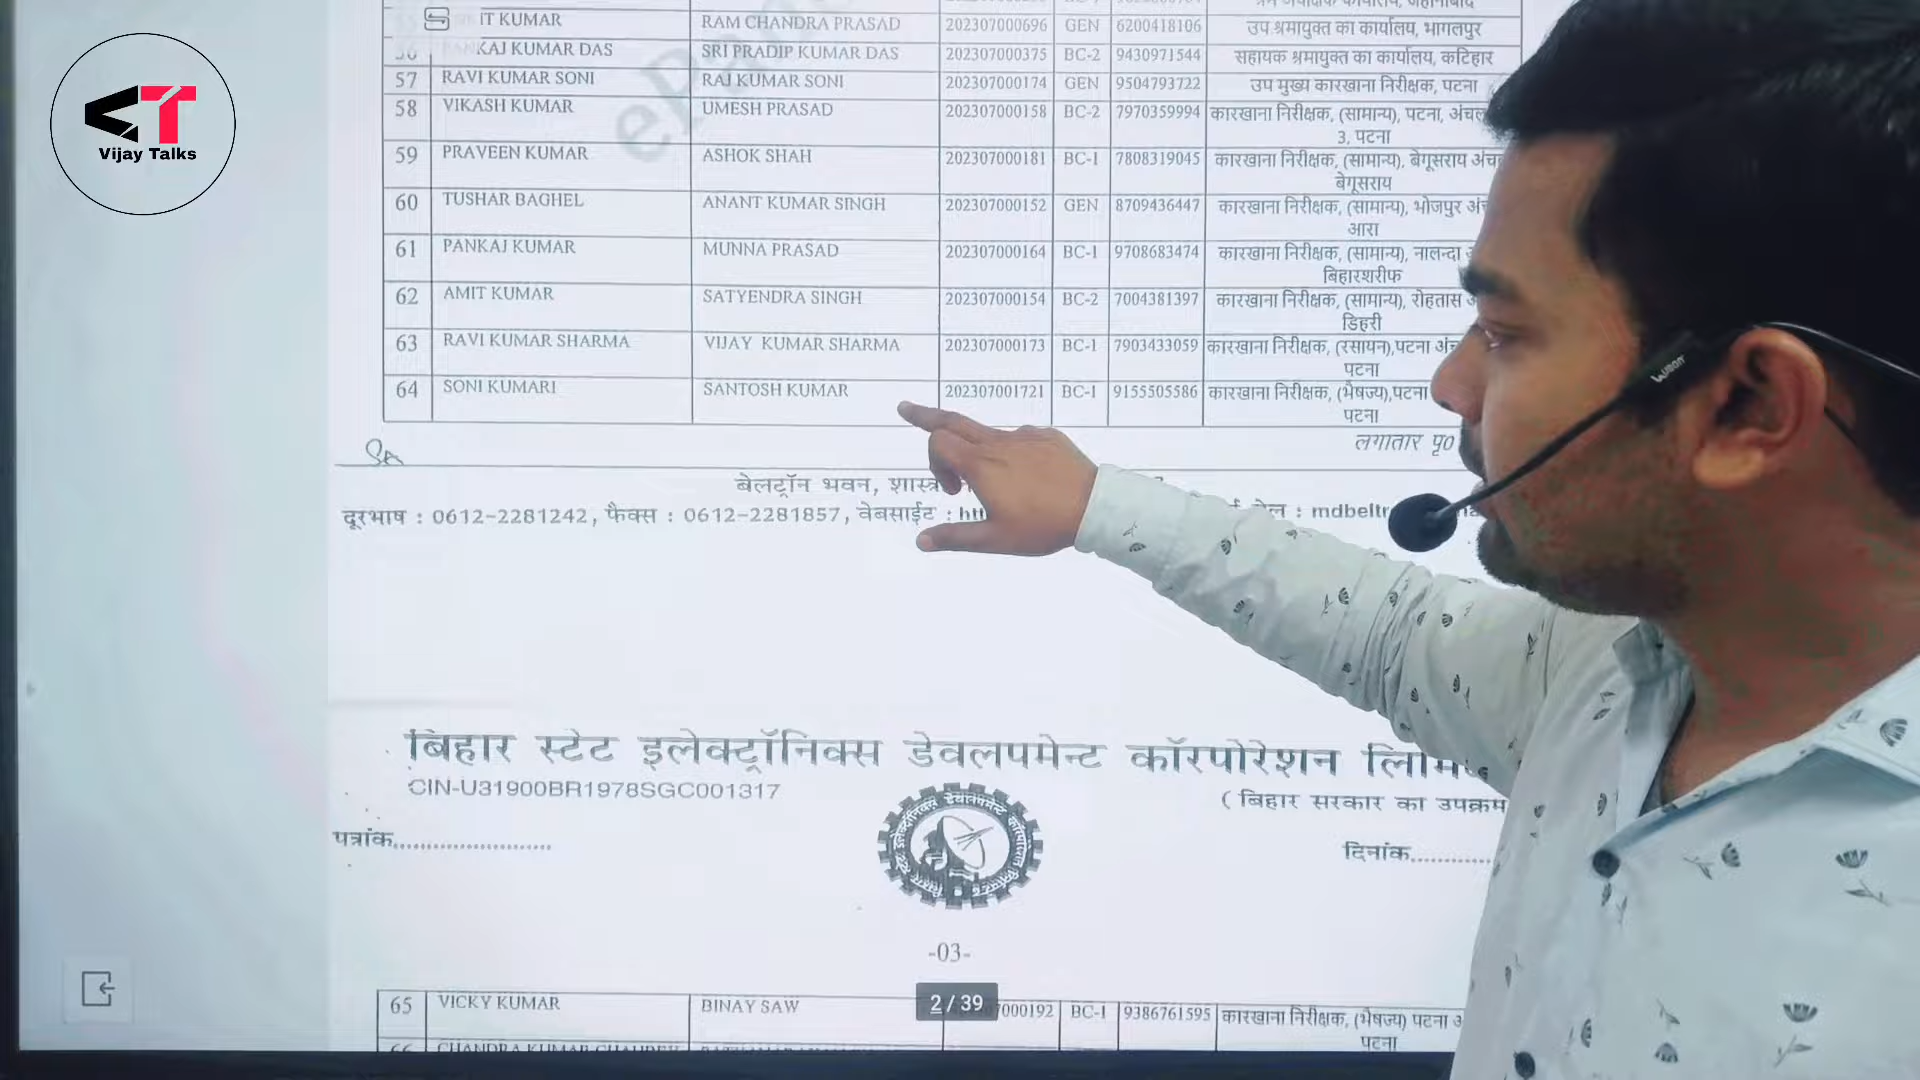 IT KUMAR RAM CHANDRA PRASAD 202307000696 GEN 6200418106 उप श्रमायुक्त का कार्यालय, भागलपुर
KAJ KUMAR DAS SRI PRADIP KUMAR DAS 202307000375 BC-2 9430971544 सहायक श्रमायुक्त का कार्यालय, कटिहार
57 RAVI KUMAR SONI RAJ KUMAR SONI 202307000174 GEN 9504793722 उप मुख्य कारखाना निरीक्षक, पटना
58 VIKASH KUMAR UMESH PRASAD 202307000158 BC-2 7970359994 कारखाना निरीक्षक, (सामान्य), पटना, अंचल
3, पटना
59 PRAVEEN KUMAR ASHOK SHAH 202307000181 BC-1 7808319045 कारखाना निरीक्षक, (सामान्य), बेगूसराय अंच
बेगूसराय
60 TUSHAR BAGHEL ANANT KUMAR SINGH 202307000152 GEN 8709436447 कारखाना निरीक्षक, (सामान्य), भोजपुर अं
आरा
61 PANKAJ KUMAR MUNNA PRASAD 202307000164 BC-1 9708683474 कारखाना निरीक्षक, (सामान्य), नालन्दा
बिहारशरीफ
62 AMIT KUMAR SATYENDRA SINGH 202307000154 BC-2 7004381397 कारखाना निरीक्षक, (सामान्य), रोहतास
डिहरी
63 RAVI KUMAR SHARMA VIJAY KUMAR SHARMA 202307000173 BC-1 7903433059 कारखाना निरीक्षक, (रसायन),पटना अं
पटना
64 SONI KUMARI SANTOSH KUMAR 202307001721 BC-1 9155505586 कारखाना निरीक्षक, (भैषज्य),पटना
पटना
लगातार पृ0
बेलट्रॉन भवन, शास्त्र
दूरभाष : 0612-2281242, फैक्स : 0612-2281857, वेबसाईट : htt मेल : mdbeltr
बिहार स्टेट इलेक्ट्रॉनिक्स डेवलपमेन्ट कॉरपोरेशन लिमि
CIN-U31900BR1978SGC001317
( बिहार सरकार का उपक्रम
पत्रांक........................
दिनांक............
-03-
65 VICKY KUMAR BINAY SAW 000192 BC-1 9386761595 कारखाना निरीक्षक, (भैषज्य) पटना अ
पटना
2 / 39
VT
Vijay Talks